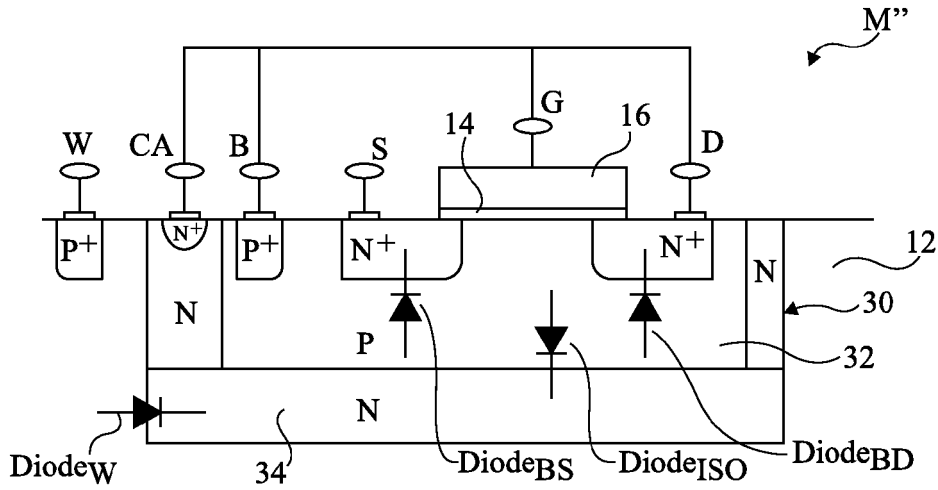 M”
G
14
16
W
CA
B
S
D
P+
N+
P+
N+
N+
N
12
30
N
P
32
N
DiodeW
34
DiodeBS
DiodeISO
DiodeBD